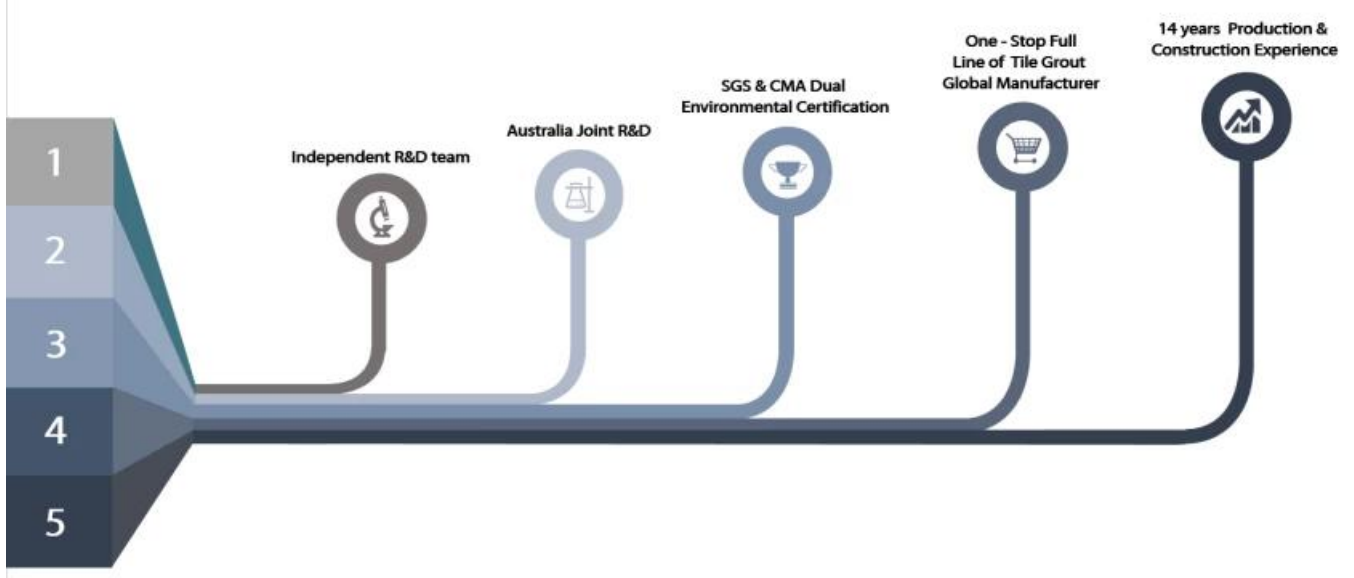 14 years Production &
Construction Experience
One - Stop Full
Line of Tile Grout
Global Manufacturer
SGS & CMA Dual
Environmental Certification
Australia Joint R&D
Independent R&D team
1
2
3
4
5